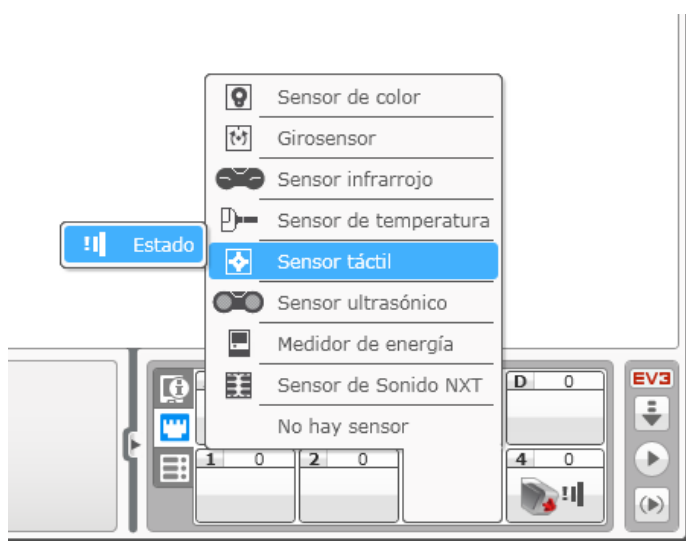 Sensor de color
Girosensor
Sensor infrarrojo
Sensor de temperatura
Estado
Sensor táctil
Sensor ultrasónico
Medidor de energía
Sensor de Sonido NXT
No hay sensor
D 0
EV3
1 0
2 0
4 0